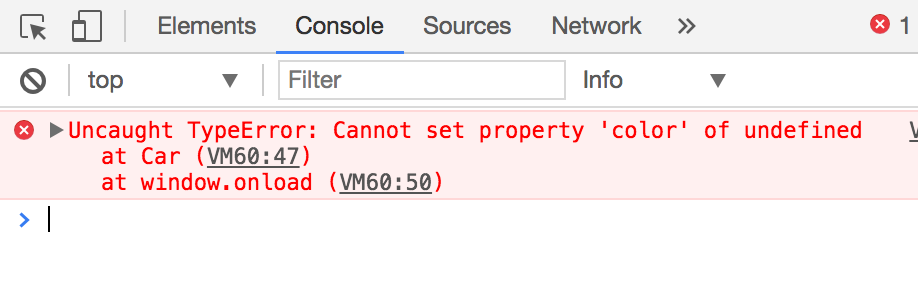 Elements Console Sources Network » 1
top ▼ Filter Info ▼
▶Uncaught TypeError: Cannot set property 'color' of undefined
at Car (VM60:47)
at window.onload (VM60:50)
>